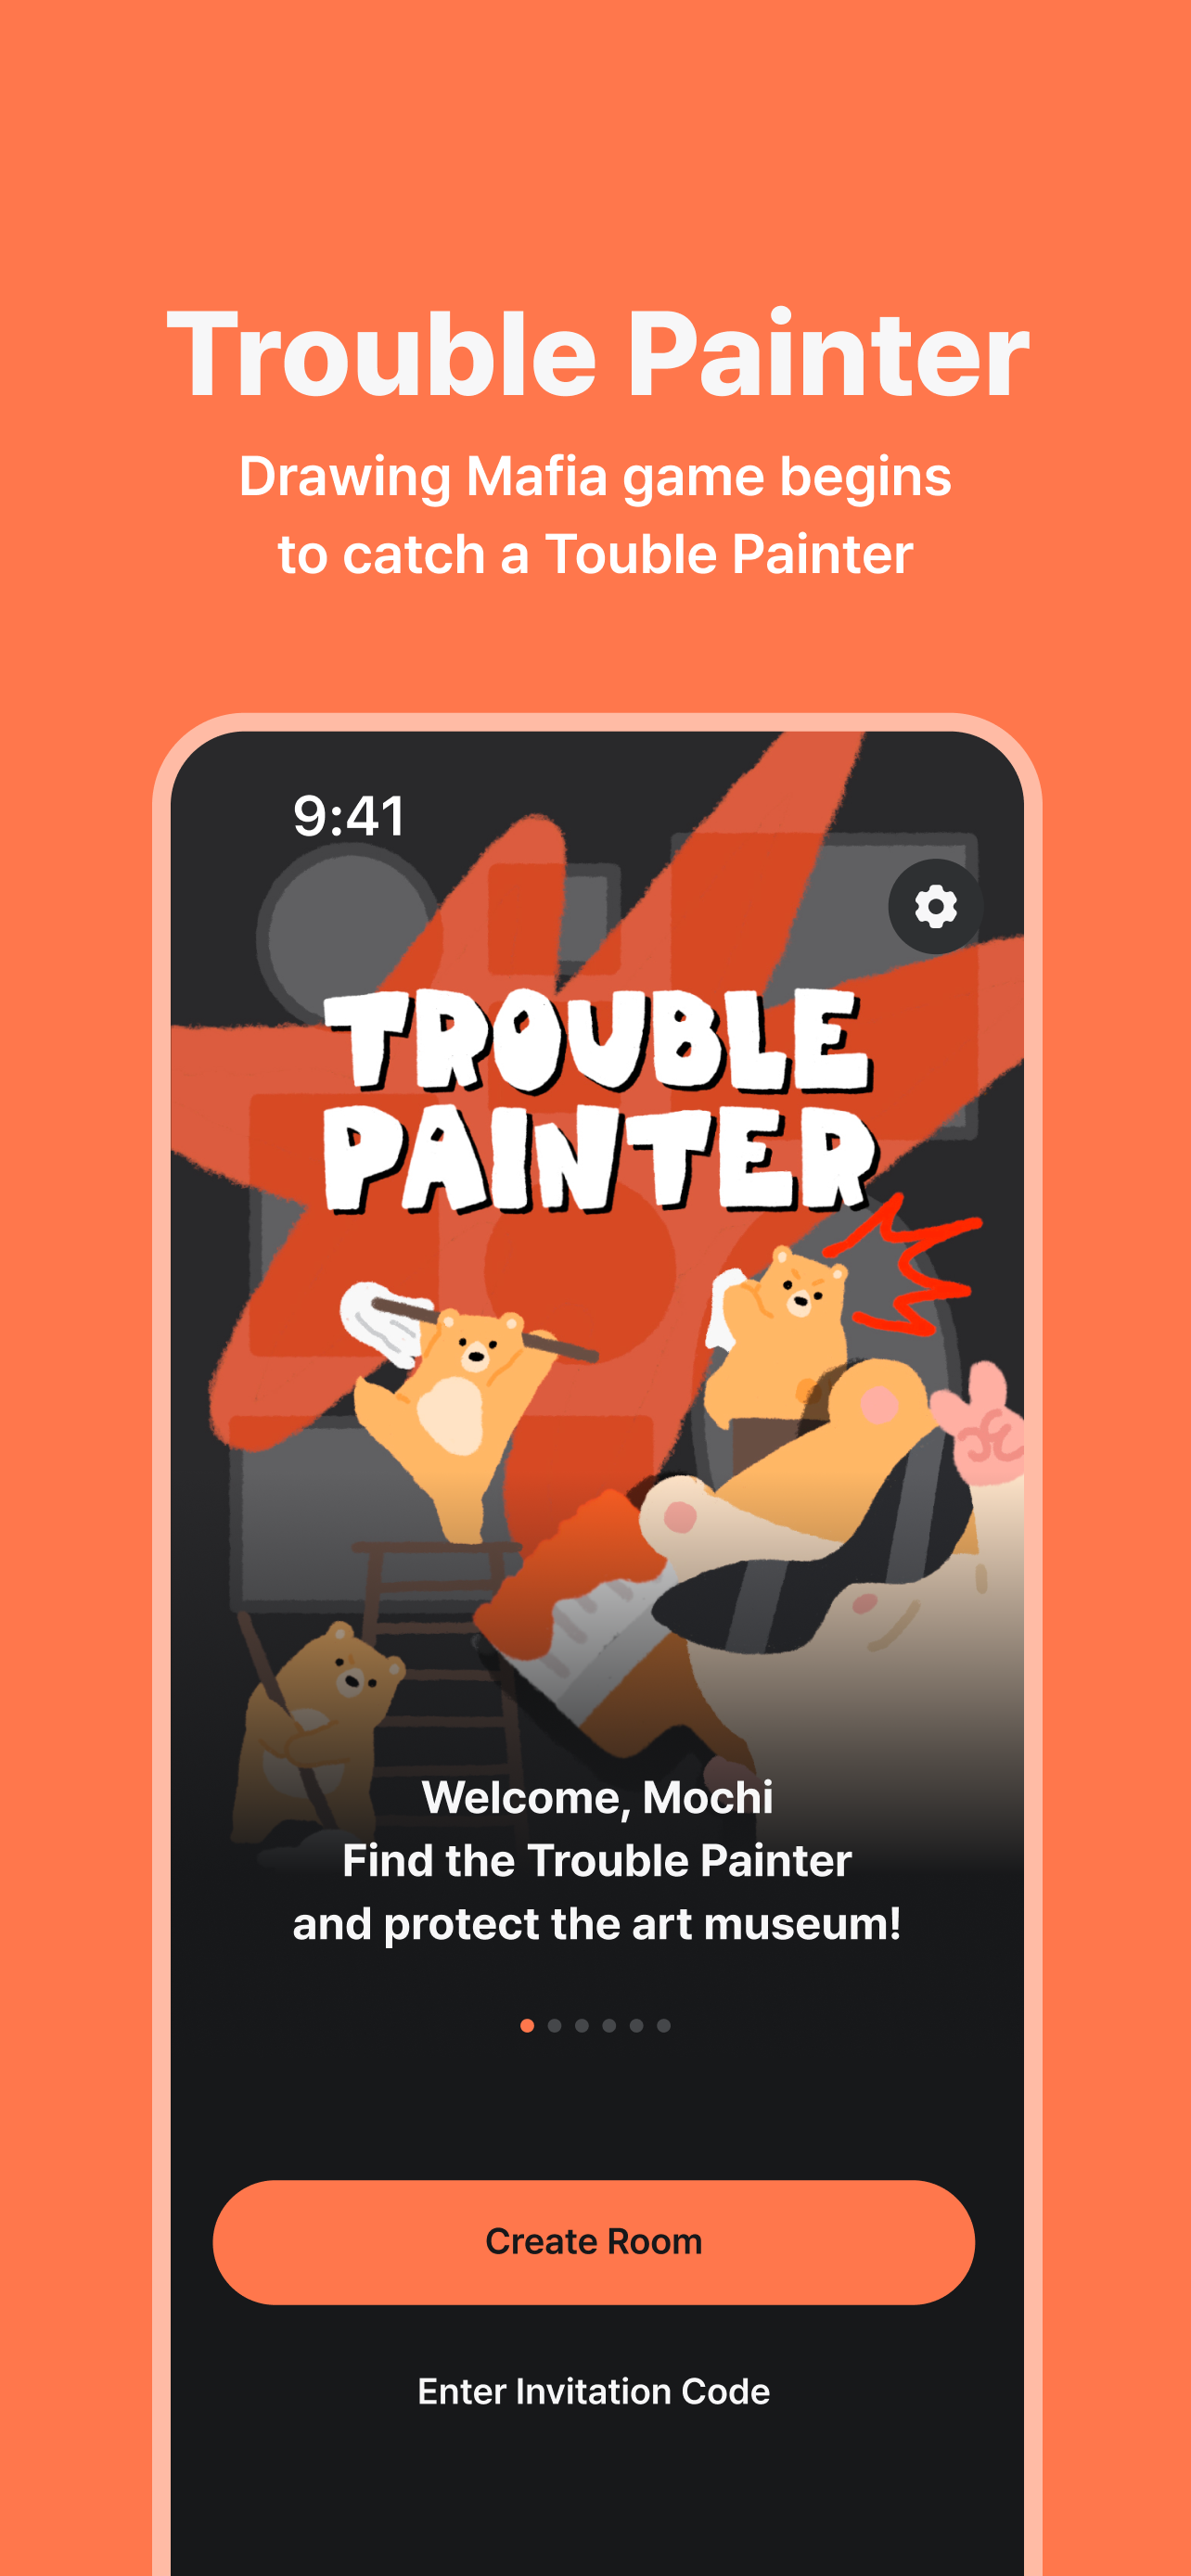 Trouble Painter
Drawing Mafia game begins
to catch a Touble Painter
9:41
TROUBLE
PAINTER
Welcome, Mochi
Find the Trouble Painter
and protect the art museum!
Create Room
Enter Invitation Code